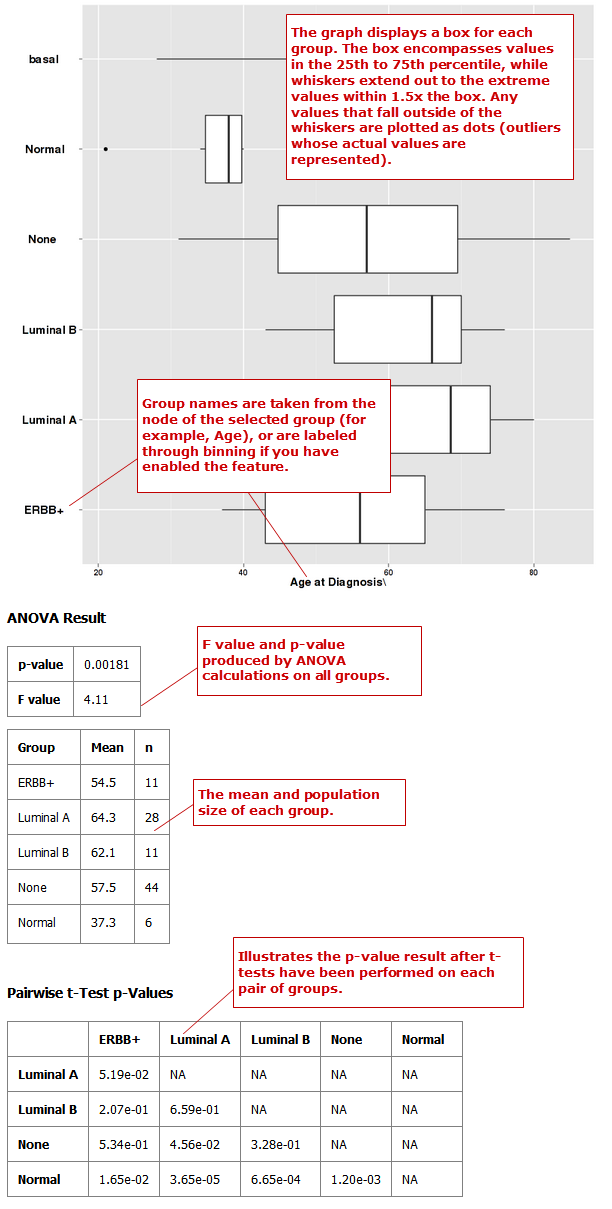 The graph displays a box for each
group. The box encompasses values
in the 25th to 75th percentile, while
whiskers extend out to the extreme
values within 1.5x the box. Any
values that fall outside of the
whiskers are plotted as dots (outliers
whose actual values are
represented).
basal
Normal
None
Luminal B
Luminal A
ERBB+
Group names are taken from the
node of the selected group (for
example, Age), or are labeled
through binning if you have
enabled the feature.
20 40 60 80
Age at Diagnosis\
ANOVA Result
p-value 0.00181
F value 4.11
F value and p-value
produced by ANOVA
calculations on all groups.
Group Mean n
ERBB+ 54.5 11
Luminal A 64.3 28
Luminal B 62.1 11
None 57.5 44
Normal 37.3 6
The mean and population
size of each group.
Illustrates the p-value result after t-
tests have been performed on each
pair of groups.
Pairwise t-Test p-Values
ERBB+ Luminal A Luminal B None Normal
Luminal A 5.19e-02 NA NA NA NA
Luminal B 2.07e-01 6.59e-01 NA NA NA
None 5.34e-01 4.56e-02 3.28e-01 NA NA
Normal 1.65e-02 3.65e-05 6.65e-04 1.20e-03 NA